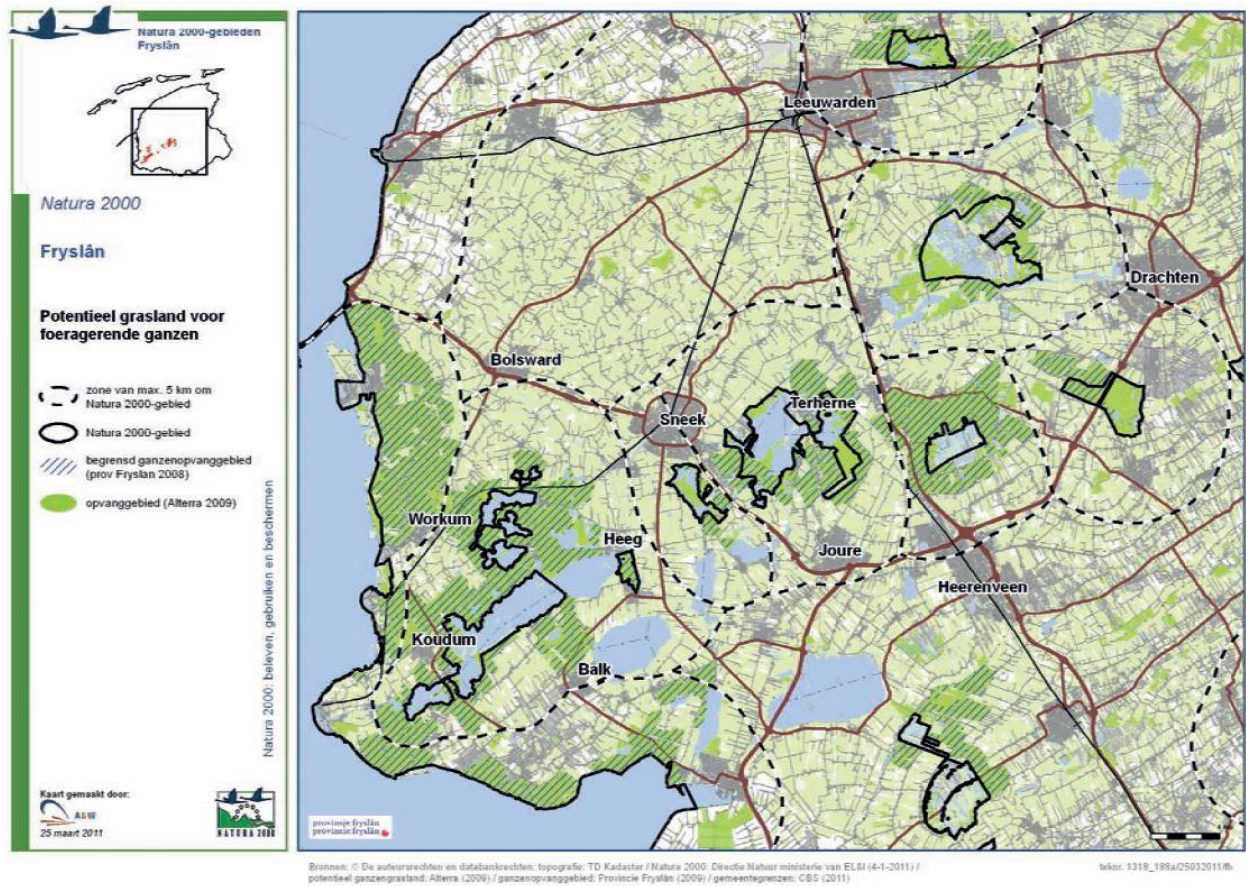 Natura 2000-gebieden
Fryslân
Natura 2000
Fryslân
Potentieel grasland voor
foeragerende ganzen
zone van max. 5 km om
Natura 2000-gebied
Natura 2000-gebied
begrensd ganzenopvanggebied
(prov Fryslan 2008)
opvanggebied (Alterra 2009)
Natura 2000: beleven, gebruiken en beschermen
Kaart gemaakt door:
A&W
25 maart 2011
NATURA 2000
Leeuwarden
Drachten
Bolsward
Sneek
Terherne
Workum
Heeg
Joure
Heerenveen
Koudum
Balk
provinsje fryslân
provincie fryslân
Bronnen: © De auteursrechten en databankrechten: topografie: TD Kadaster / Natura 2000: Directie Natuur ministerie van EL&I (4-1-2011) /
potentieel ganzengrasland: Alterra (2009) / ganzenopvanggebied: Provincie Fryslân (2009) / gemeentegrenzen: CBS (2011)